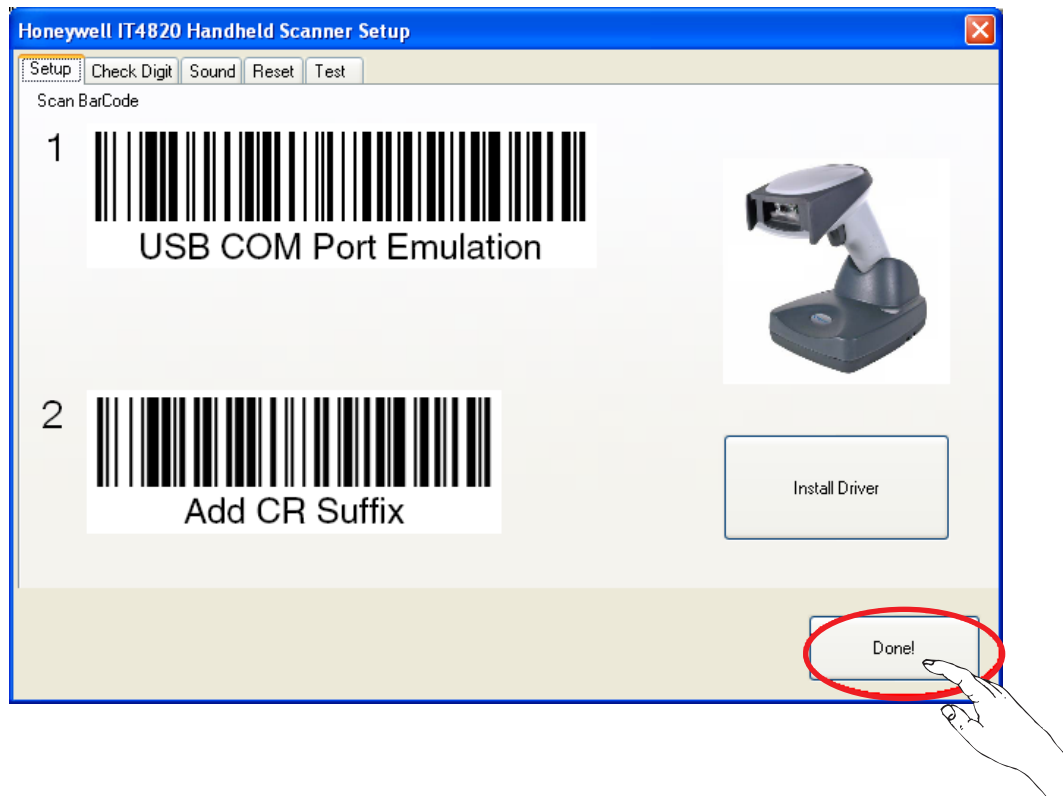 Honeywell IT4820 Handheld Scanner Setup
Setup Check Digit Sound Reset Test
Scan BarCode
1
USB COM Port Emulation
2
Add CR Suffix
Install Driver
Done!